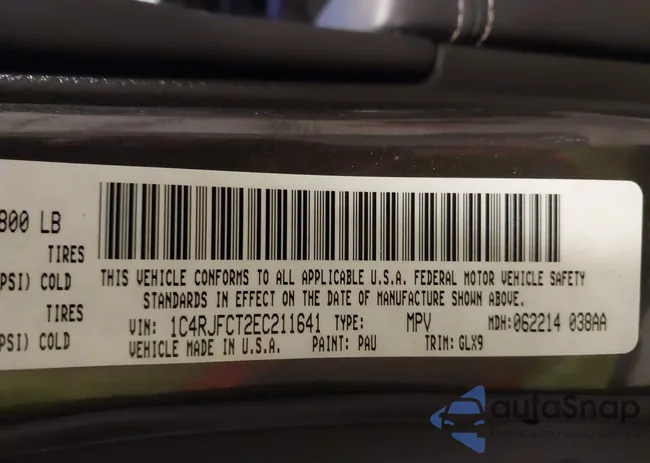 800 LB
TIRES
PSI) COLD
TIRES
PSI) COLD
THIS VEHICLE CONFORMS TO ALL APPLICABLE U.S.A. FEDERAL MOTOR VEHICLE SAFETY
STANDARDS IN EFFECT ON THE DATE OF MANUFACTURE SHOWN ABOVE.
VIN: 1C4RJFCT2EC211641 TYPE: MPV MDH:062214 038AA
VEHICLE MADE IN U.S.A. PAINT: PAU TRIM: GLX9
autoSnap